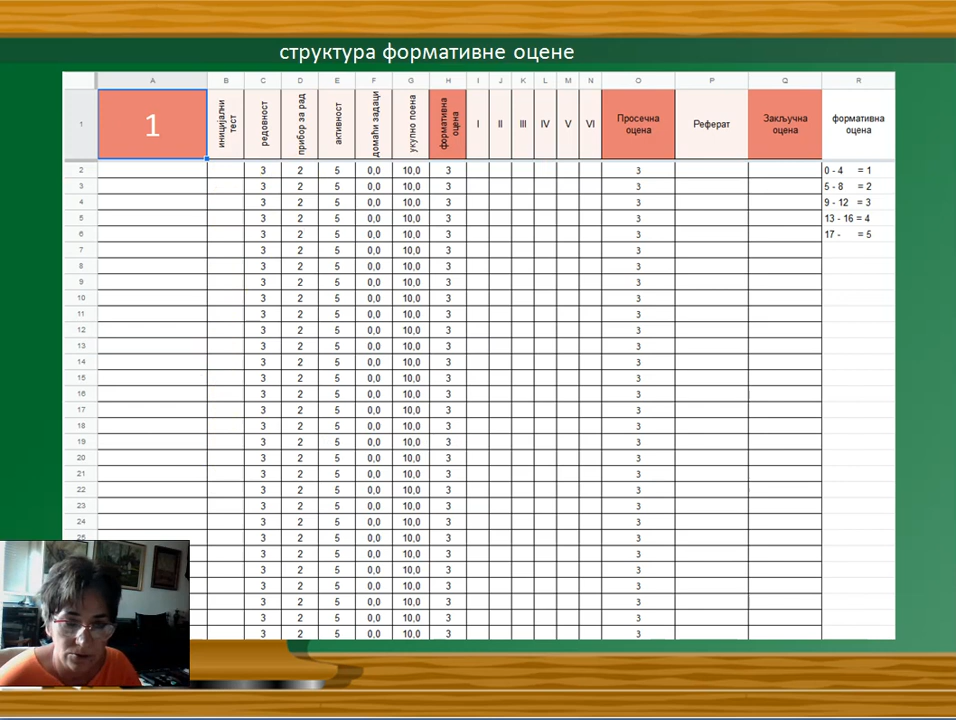 структура формативне оцене
A B C D E F G H I J K L M N O P Q R
1 1 иницијални тест редовност прибор за рад активност домаћи задаци укупно поена формативна оцена I II III IV V VI Просечна оцена Реферат Закључна оцена формативна оцена
2 3 2 5 0,0 10,0 3 3 0 - 4 = 1
3 3 2 5 0,0 10,0 3 3 5 - 8 = 2
4 3 2 5 0,0 10,0 3 3 9 - 12 = 3
5 3 2 5 0,0 10,0 3 3 13 - 16 = 4
6 3 2 5 0,0 10,0 3 3 17 - = 5
7 3 2 5 0,0 10,0 3 3
8 3 2 5 0,0 10,0 3 3
9 3 2 5 0,0 10,0 3 3
10 3 2 5 0,0 10,0 3 3
11 3 2 5 0,0 10,0 3 3
12 3 2 5 0,0 10,0 3 3
13 3 2 5 0,0 10,0 3 3
14 3 2 5 0,0 10,0 3 3
15 3 2 5 0,0 10,0 3 3
16 3 2 5 0,0 10,0 3 3
17 3 2 5 0,0 10,0 3 3
18 3 2 5 0,0 10,0 3 3
19 3 2 5 0,0 10,0 3 3
20 3 2 5 0,0 10,0 3 3
21 3 2 5 0,0 10,0 3 3
22 3 2 5 0,0 10,0 3 3
23 3 2 5 0,0 10,0 3 3
24 3 2 5 0,0 10,0 3 3
25 3 2 5 0,0 10,0 3 3
3 2 5 0,0 10,0 3 3
3 2 5 0,0 10,0 3 3
3 2 5 0,0 10,0 3 3
3 2 5 0,0 10,0 3 3
3 2 5 0,0 10,0 3 3
3 2 5 0,0 10,0 3 3